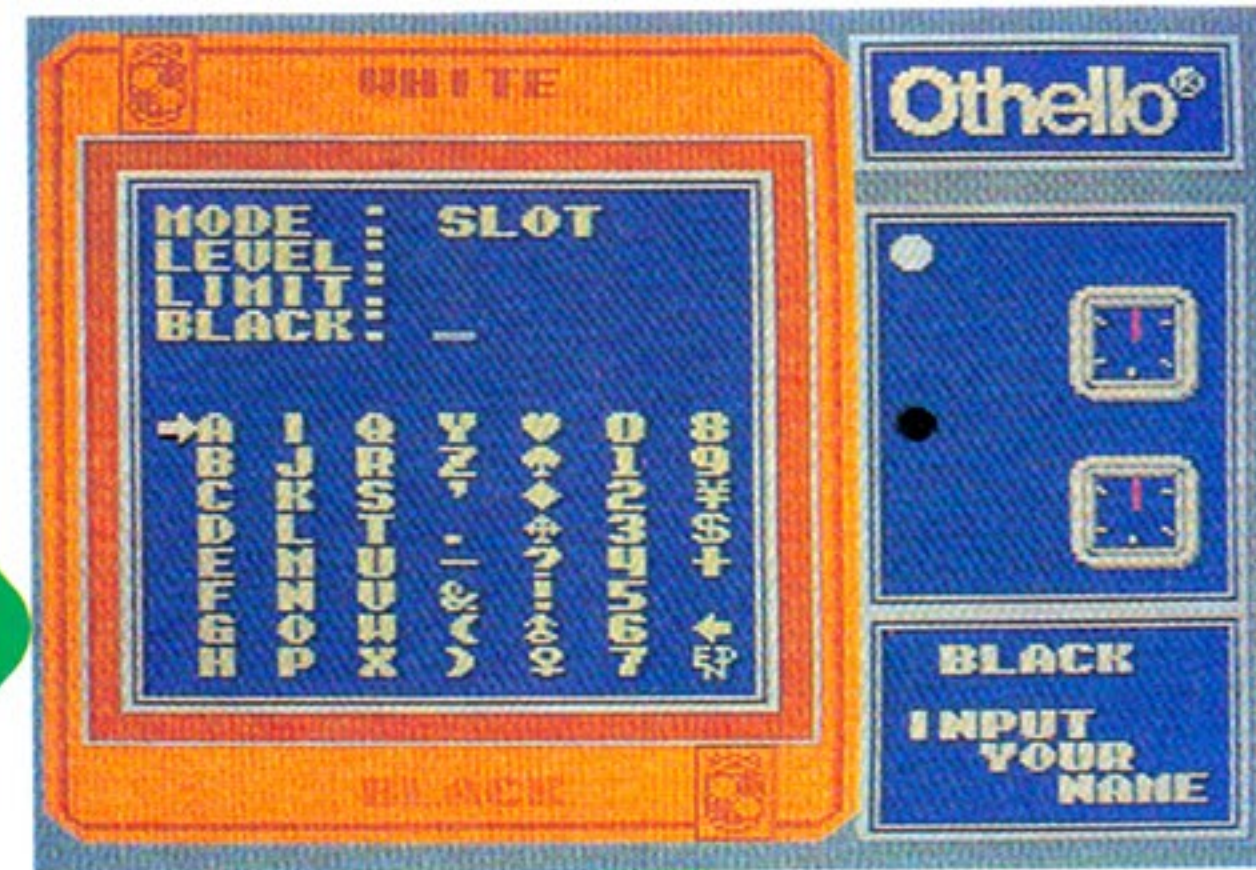 WHITE
Othello®
MODE : SLOT
LEVEL:
LIMIT:
BLACK: _
A I Q Y ♥ 0 8
B J R Z ♠ 1 9
C K S ' ♦ 2 ¥
D L T . ♣ 3 $
E M U _ ? 4 +
F N V & ! 5
G O W ( ♂ 6 ←
H P X ) ♀ 7 ED
BLACK
BLACK
INPUT
YOUR
NAME